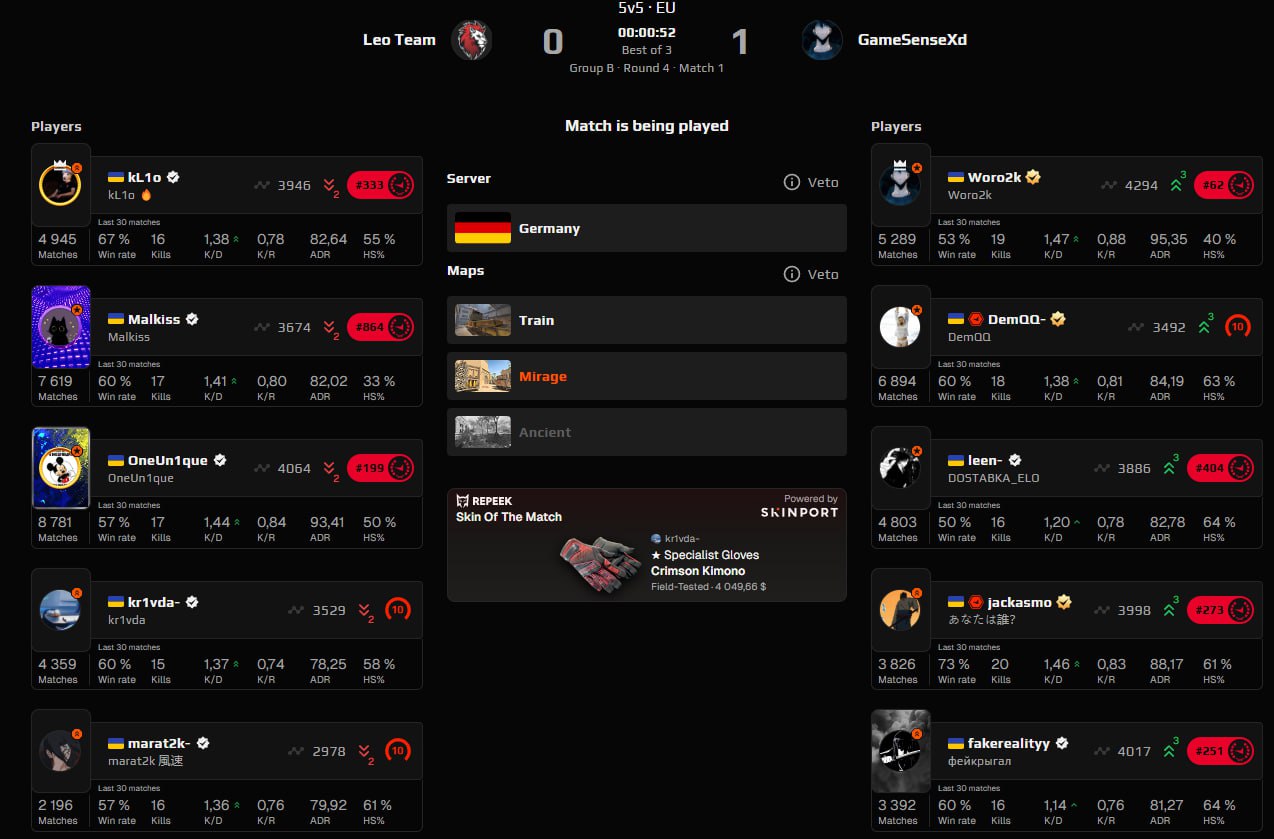 5v5 · EU
Leo Team
0
00:00:52
1
GameSenseXd
Best of 3
Group B · Round 4 · Match 1
Players
Match is being played
Players
kL1o
kL1o
3946
2
#333
Last 30 matches
4 945 67 % 16 1,38 0,78 82,64 55 %
Matches Win rate Kills K/D K/R ADR HS%
Malkiss
Malkiss
3674
2
#864
Last 30 matches
7 619 60 % 17 1,41 0,80 82,02 33 %
Matches Win rate Kills K/D K/R ADR HS%
OneUn1que
OneUn1que
4064
2
#199
Last 30 matches
8 781 57 % 17 1,44 0,84 93,41 50 %
Matches Win rate Kills K/D K/R ADR HS%
kr1vda-
kr1vda
3529
2
10
Last 30 matches
4 359 60 % 15 1,37 0,74 78,25 58 %
Matches Win rate Kills K/D K/R ADR HS%
marat2k-
marat2k 風速
2978
2
10
Last 30 matches
2 196 57 % 16 1,36 0,76 79,92 61 %
Matches Win rate Kills K/D K/R ADR HS%
Server
Veto
Germany
Maps
Veto
Train
Mirage
Ancient
REPEEK
Skin Of The Match
Powered by
SKINPORT
kr1vda-
★ Specialist Gloves
Crimson Kimono
Field-Tested · 4 049,66 $
Woro2k
Woro2k
4294
3
#62
Last 30 matches
5 289 53 % 19 1,47 0,88 95,35 40 %
Matches Win rate Kills K/D K/R ADR HS%
DemQQ-
DemQQ
3492
3
10
Last 30 matches
6 894 60 % 18 1,38 0,81 84,19 63 %
Matches Win rate Kills K/D K/R ADR HS%
leen-
DOSTABKA_ELO
3886
3
#404
Last 30 matches
4 803 50 % 16 1,20 0,78 82,78 64 %
Matches Win rate Kills K/D K/R ADR HS%
jackasmo
あなたは誰?
3998
3
#273
Last 30 matches
3 826 73 % 20 1,46 0,83 88,17 61 %
Matches Win rate Kills K/D K/R ADR HS%
fakerealityy
фейкрыгал
4017
3
#251
Last 30 matches
3 392 60 % 16 1,14 0,76 81,27 64 %
Matches Win rate Kills K/D K/R ADR HS%